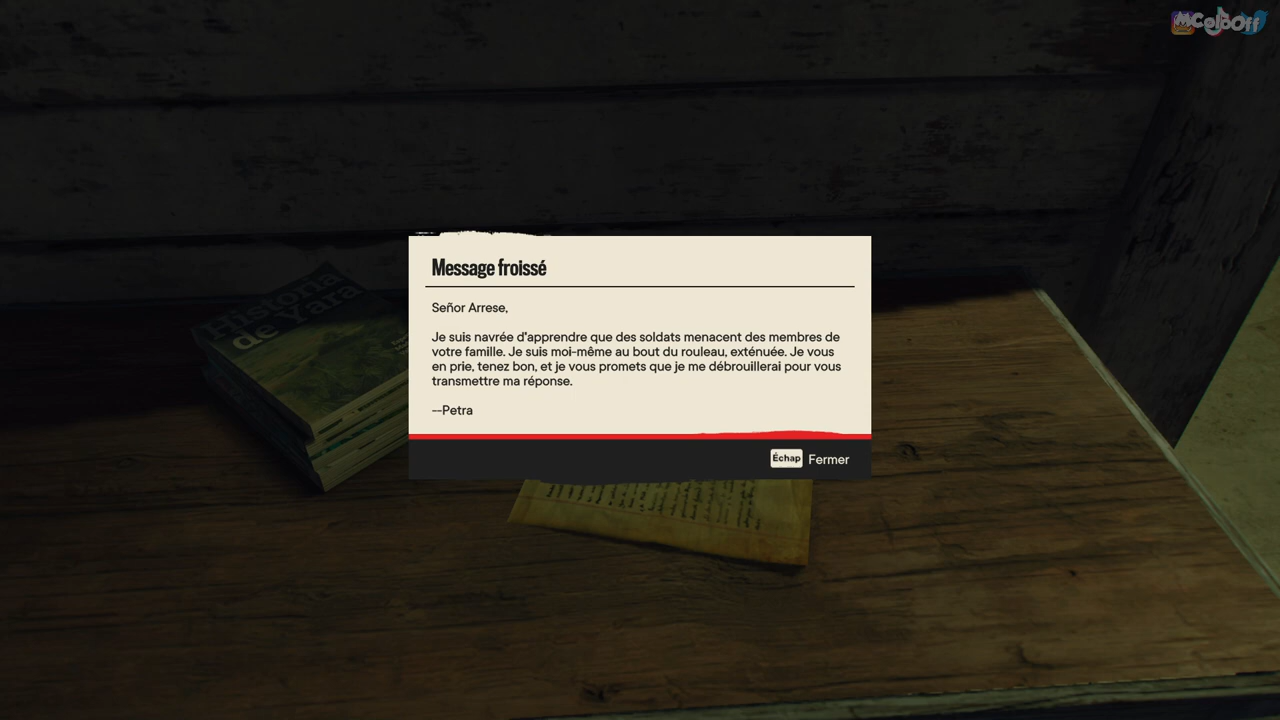 MCelooff
Historia
de Yara
Message froissé
Señor Arrese,
Je suis navrée d'apprendre que des soldats menacent des membres de
votre famille. Je suis moi-même au bout du rouleau, exténuée. Je vous
en prie, tenez bon, et je vous promets que je me débrouillerai pour vous
transmettre ma réponse.
--Petra
Échap Fermer